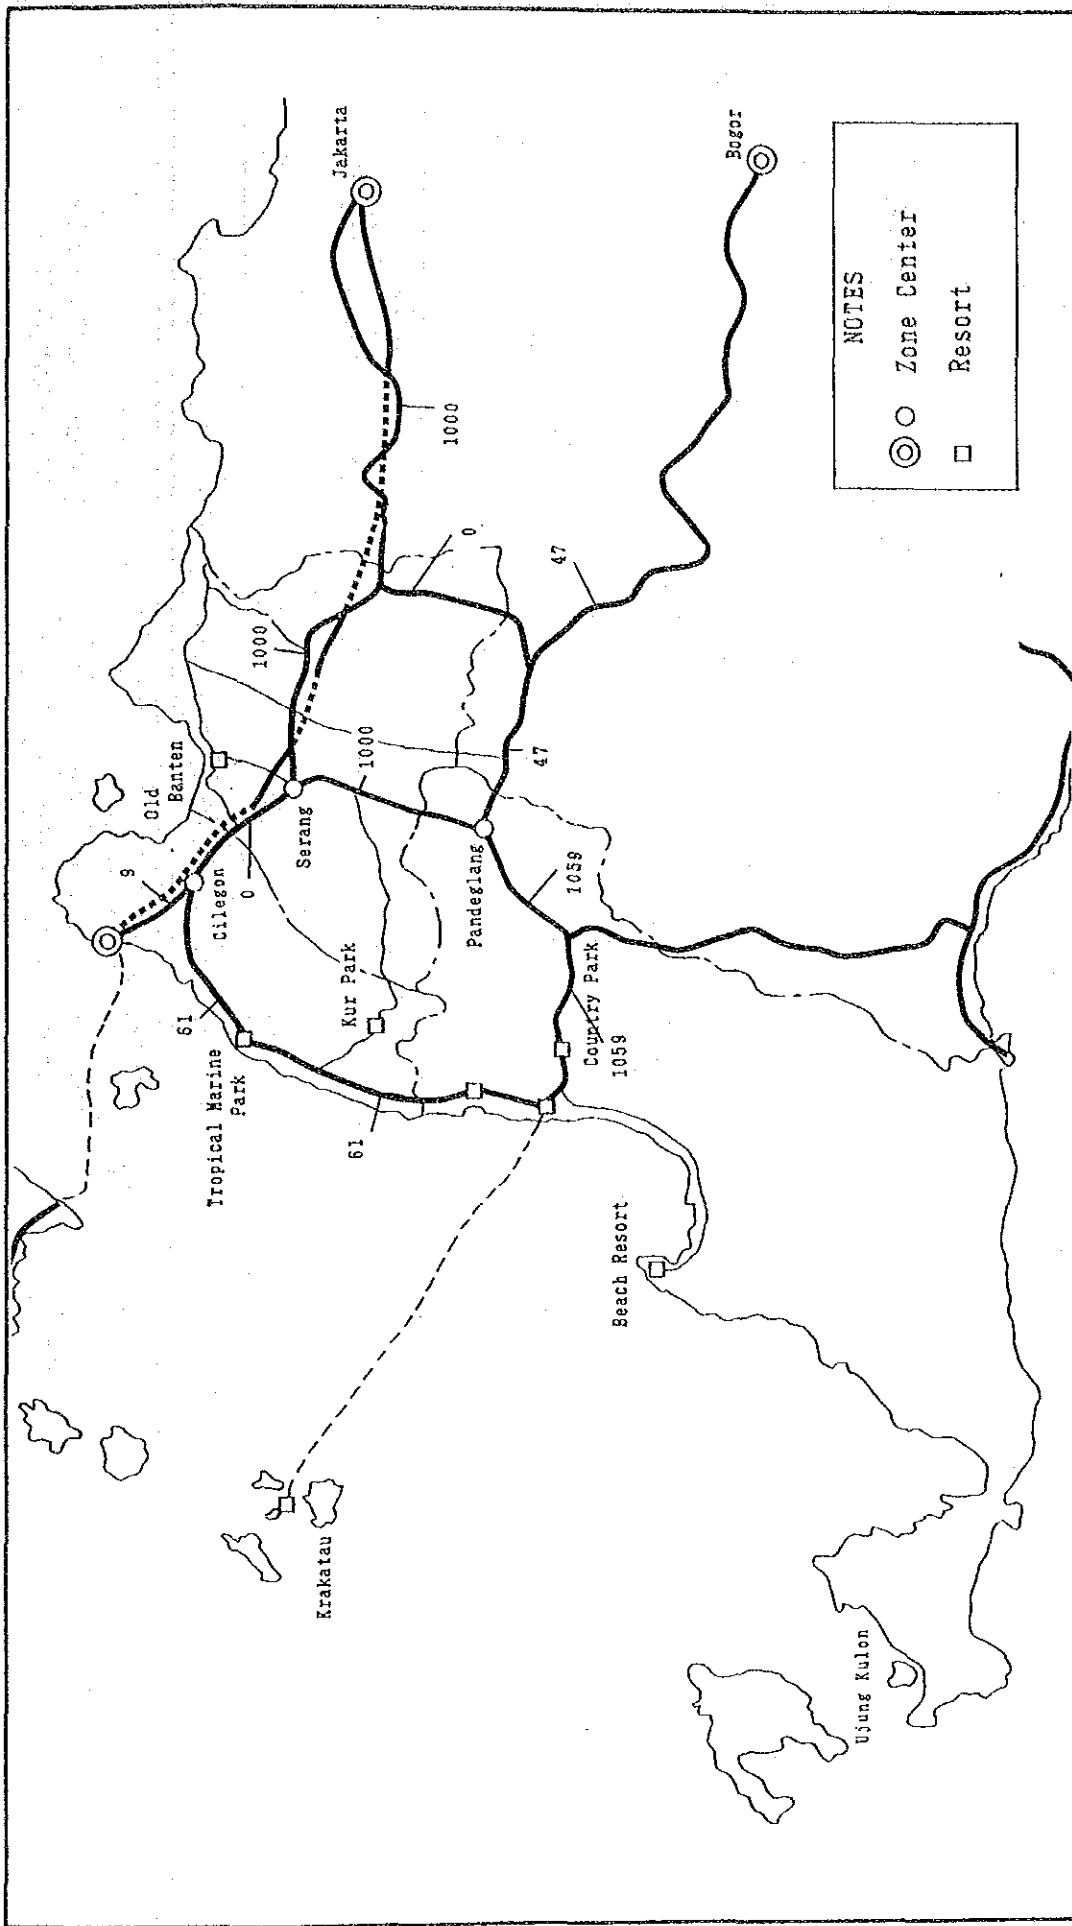 9
Old
Banten
61
Cilegon
Tropical Marine
Park
0
1000
Serang
Krakatau
Jakarta
1000
Kur Park
61
1000
0
Pandeglang
47
47
1059
Country Park
1059
Beach Resort
Bogor
NOTES
Zone Center
Resort
Ujung Kulon